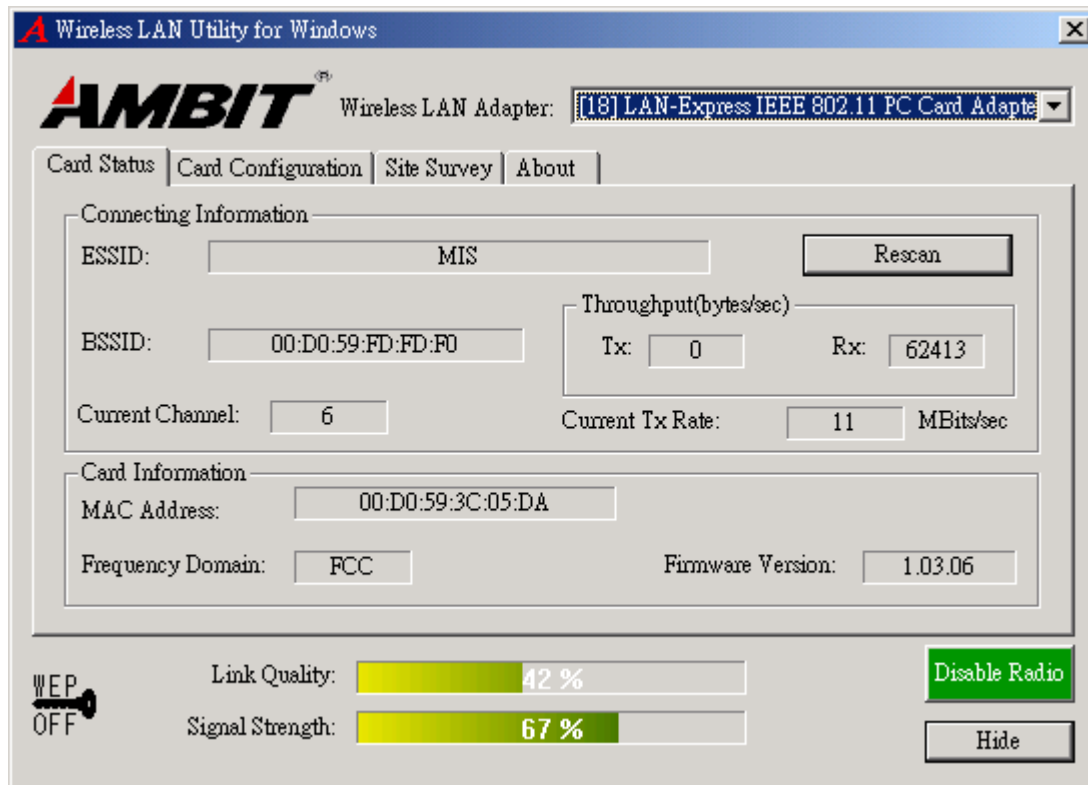 Wireless LAN Utility for Windows
AMBIT®
Wireless LAN Adapter: [18] LAN-Express IEEE 802.11 PC Card Adapte
Card Status Card Configuration Site Survey About
Connecting Information
ESSID: MIS Rescan
Throughput(bytes/sec)
BSSID: 00:D0:59:FD:FD:F0 Tx: 0 Rx: 62413
Current Channel: 6 Current Tx Rate: 11 MBits/sec
Card Information
MAC Address: 00:D0:59:3C:05:DA
Frequency Domain: FCC Firmware Version: 1.03.06
WEP OFF
Link Quality: 42 % Disable Radio
Signal Strength: 67 % Hide